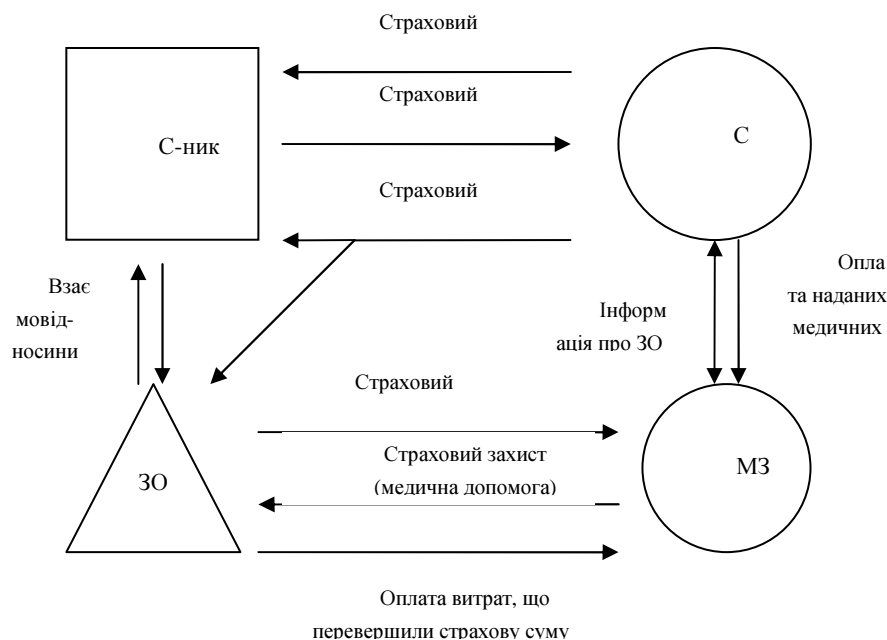 Страховий
Страховий
С-ник
С
Страховий
Взає
мовід-
носини
Опла
та наданих
медичних
Інформ
ація про ЗО
Страховий
ЗО
Страховий захист
(медична допомога)
МЗ
Оплата витрат, що
перевершили страхову суму